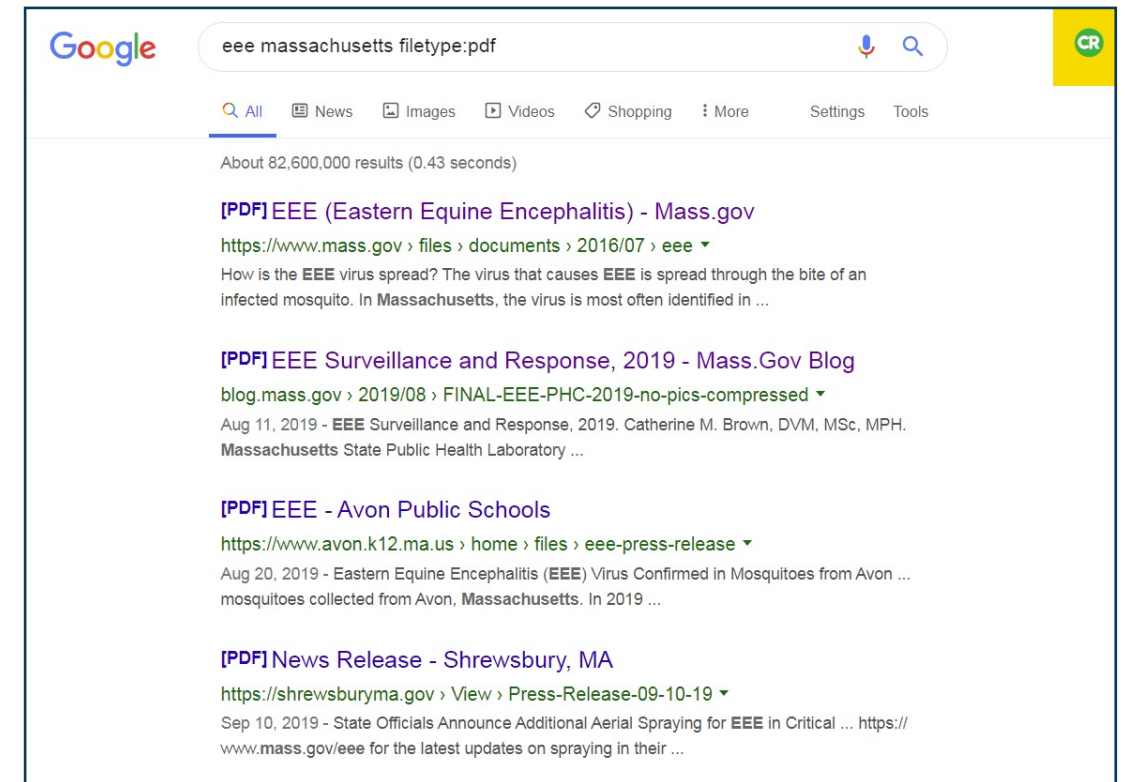 Google
eee massachusetts filetype:pdf
CR
All News Images Videos Shopping More Settings Tools
About 82,600,000 results (0.43 seconds)
[PDF] EEE (Eastern Equine Encephalitis) - Mass.gov
https://www.mass.gov › files › documents › 2016/07 › eee
How is the EEE virus spread? The virus that causes EEE is spread through the bite of an
infected mosquito. In Massachusetts, the virus is most often identified in ...
[PDF] EEE Surveillance and Response, 2019 - Mass.Gov Blog
blog.mass.gov › 2019/08 › FINAL-EEE-PHC-2019-no-pics-compressed
Aug 11, 2019 - EEE Surveillance and Response, 2019. Catherine M. Brown, DVM, MSc, MPH.
Massachusetts State Public Health Laboratory ...
[PDF] EEE - Avon Public Schools
https://www.avon.k12.ma.us › home › files › eee-press-release
Aug 20, 2019 - Eastern Equine Encephalitis (EEE) Virus Confirmed in Mosquitoes from Avon ...
mosquitoes collected from Avon, Massachusetts. In 2019 ...
[PDF] News Release - Shrewsbury, MA
https://shrewsburyma.gov › View › Press-Release-09-10-19
Sep 10, 2019 - State Officials Announce Additional Aerial Spraying for EEE in Critical ... https://
www.mass.gov/eee for the latest updates on spraying in their ...